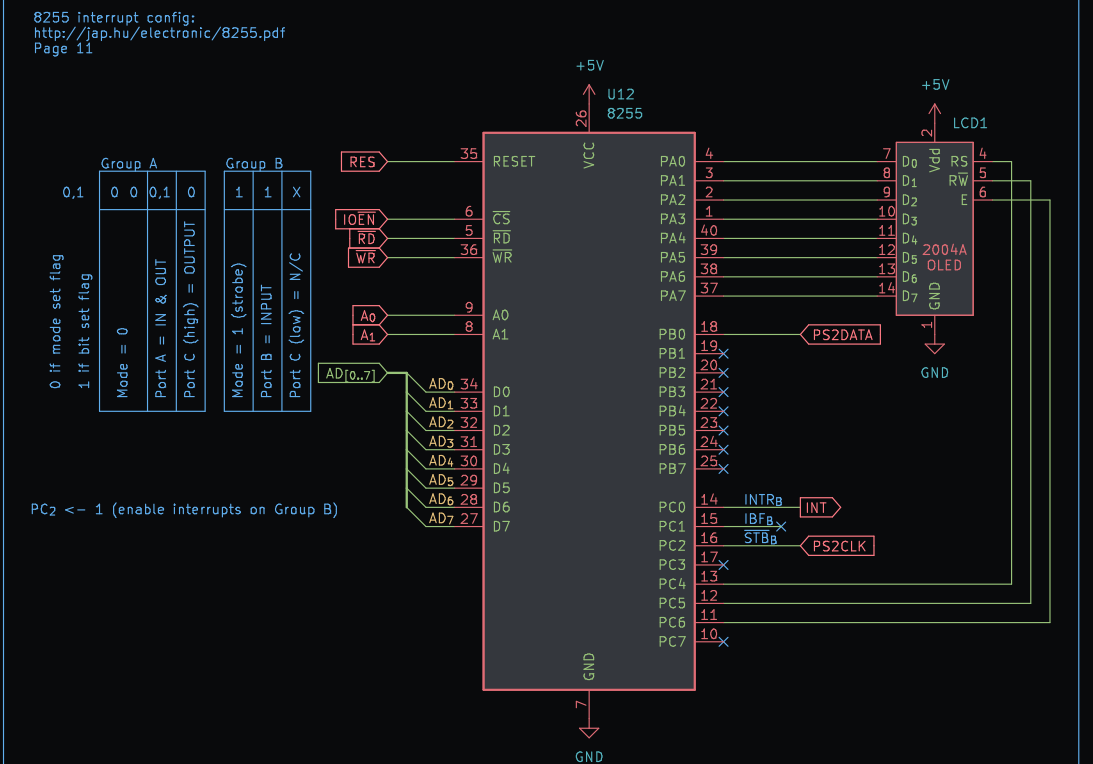 8255 interrupt config:
http://jap.hu/electronic/8255.pdf
Page 11
Group A
Group B
0,1
0 0
0,1
0
1
1
X
0 if mode set flag
1 if bit set flag
Mode = 0
Port A = IN & OUT
Port C (high) = OUTPUT
Mode = 1 (strobe)
Port B = INPUT
Port C (low) = N/C
PC2 <- 1 (enable interrupts on Group B)
+5V
U12
8255
26
VCC
RES 35 RESET
IOEN 6 CS
RD 5 RD
WR 36 WR
A0 9 A0
A1 8 A1
AD[0..7]
AD0 34 D0
AD1 33 D1
AD2 32 D2
AD3 31 D3
AD4 30 D4
AD5 29 D5
AD6 28 D6
AD7 27 D7
PA0 4
PA1 3
PA2 2
PA3 1
PA4 40
PA5 39
PA6 38
PA7 37
PB0 18 PS2DATA
PB1 19
PB2 20
PB3 21
PB4 22
PB5 23
PB6 24
PB7 25
PC0 14 INTRB INT
PC1 15 IBFB
PC2 16 STBB PS2CLK
PC3 17
PC4 13
PC5 12
PC6 11
PC7 10
GND
7
GND
+5V
LCD1
2
Vdd
7 D0
8 D1
9 D2
10 D3
11 D4
12 D5
13 D6
14 D7
RS 4
RW 5
E 6
2004A
OLED
GND
1
GND